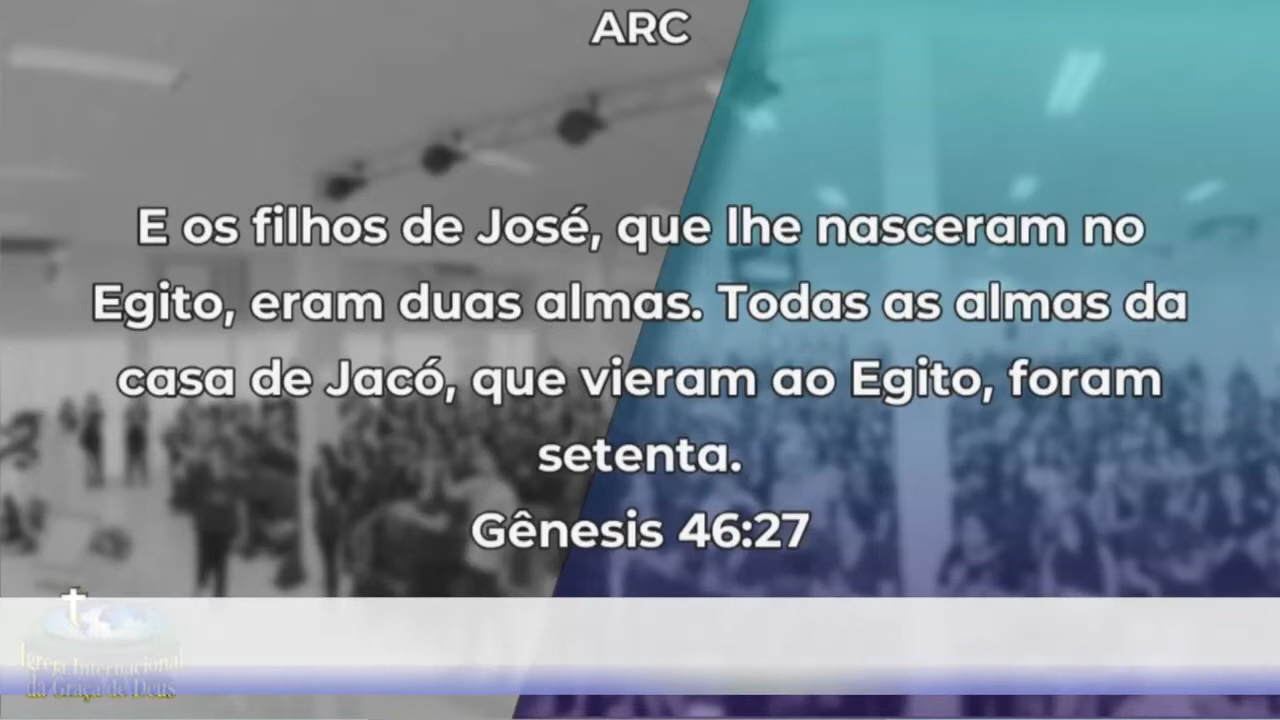 ARC
E os filhos de José, que lhe nasceram no
Egito, eram duas almas. Todas as almas da
casa de Jacó, que vieram ao Egito, foram
setenta.
Gênesis 46:27
Igreja Internacional
da Graça de Deus